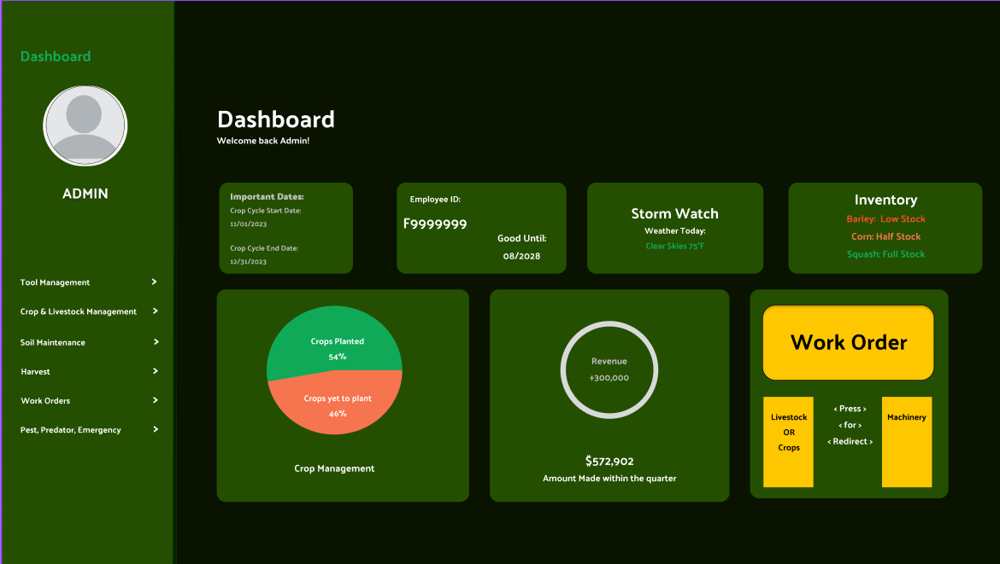 Dashboard
ADMIN
Tool Management >
Crop & Livestock Management >
Soil Maintenance >
Harvest >
Work Orders >
Pest, Predator, Emergency >
Dashboard
Welcome back Admin!
Important Dates:
Crop Cycle Start Date:
11/01/2023
Crop Cycle End Date:
12/31/2023
Employee ID:
F9999999
Good Until:
08/2028
Storm Watch
Weather Today:
Clear Skies 75°F
Inventory
Barley: Low Stock
Corn: Half Stock
Squash: Full Stock
Crops Planted
54%
Crops yet to plant
46%
Crop Management
Revenue
+300,000
$572,902
Amount Made within the quarter
Work Order
Livestock
OR
Crops
< Press >
< for >
< Redirect >
Machinery